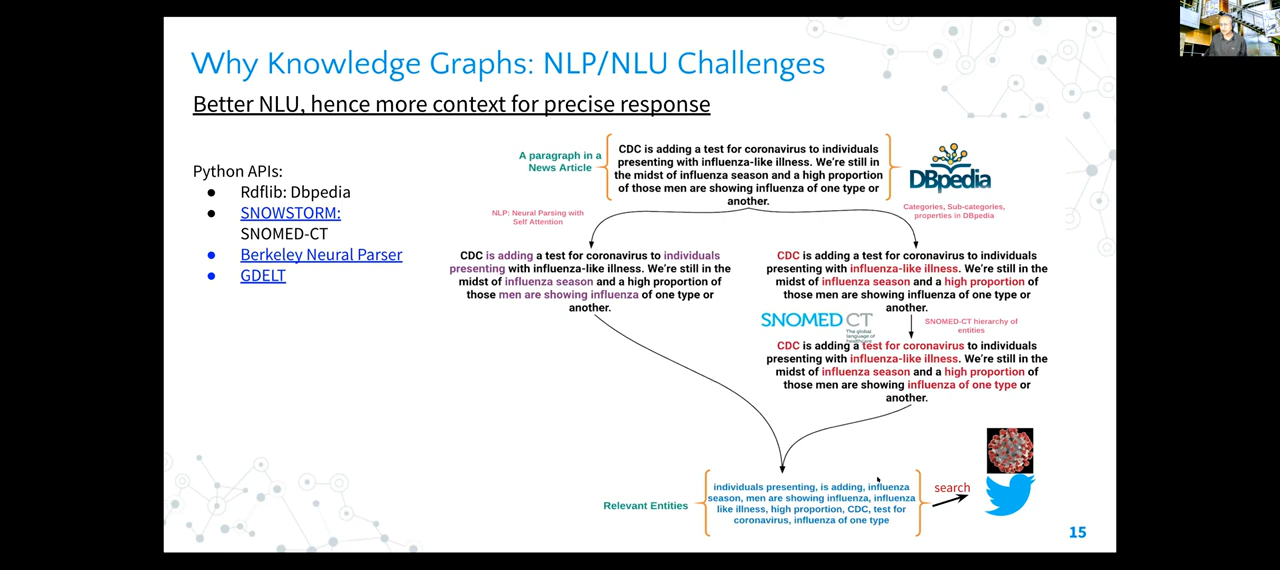 Why Knowledge Graphs: NLP/NLU Challenges
Better NLU, hence more context for precise response
Python APIs:
● Rdflib: Dbpedia
● SNOWSTORM:
SNOMED-CT
● Berkeley Neural Parser
● GDELT
A paragraph in a
News Article
CDC is adding a test for coronavirus to individuals
presenting with influenza-like illness. We're still in
the midst of influenza season and a high proportion
of those men are showing influenza of one type or
another.
DBpedia
NLP: Neural Parsing with
Self Attention
Categories, Sub-categories,
properties in DBpedia
CDC is adding a test for coronavirus to individuals
presenting with influenza-like illness. We're still in the
midst of influenza season and a high proportion of
those men are showing influenza of one type or
another.
CDC is adding a test for coronavirus to individuals
presenting with influenza-like illness. We're still in the
midst of influenza season and a high proportion of
those men are showing influenza of one type or
another.
SNOMED CT
The global
language of
healthcare
SNOMED-CT hierarchy of
entities
CDC is adding a test for coronavirus to individuals
presenting with influenza-like illness. We're still in the
midst of influenza season and a high proportion of
those men are showing influenza of one type or
another.
Relevant Entities
individuals presenting, is adding, influenza
season, men are showing influenza, influenza
like illness, high proportion, CDC, test for
coronavirus, influenza of one type
search
15